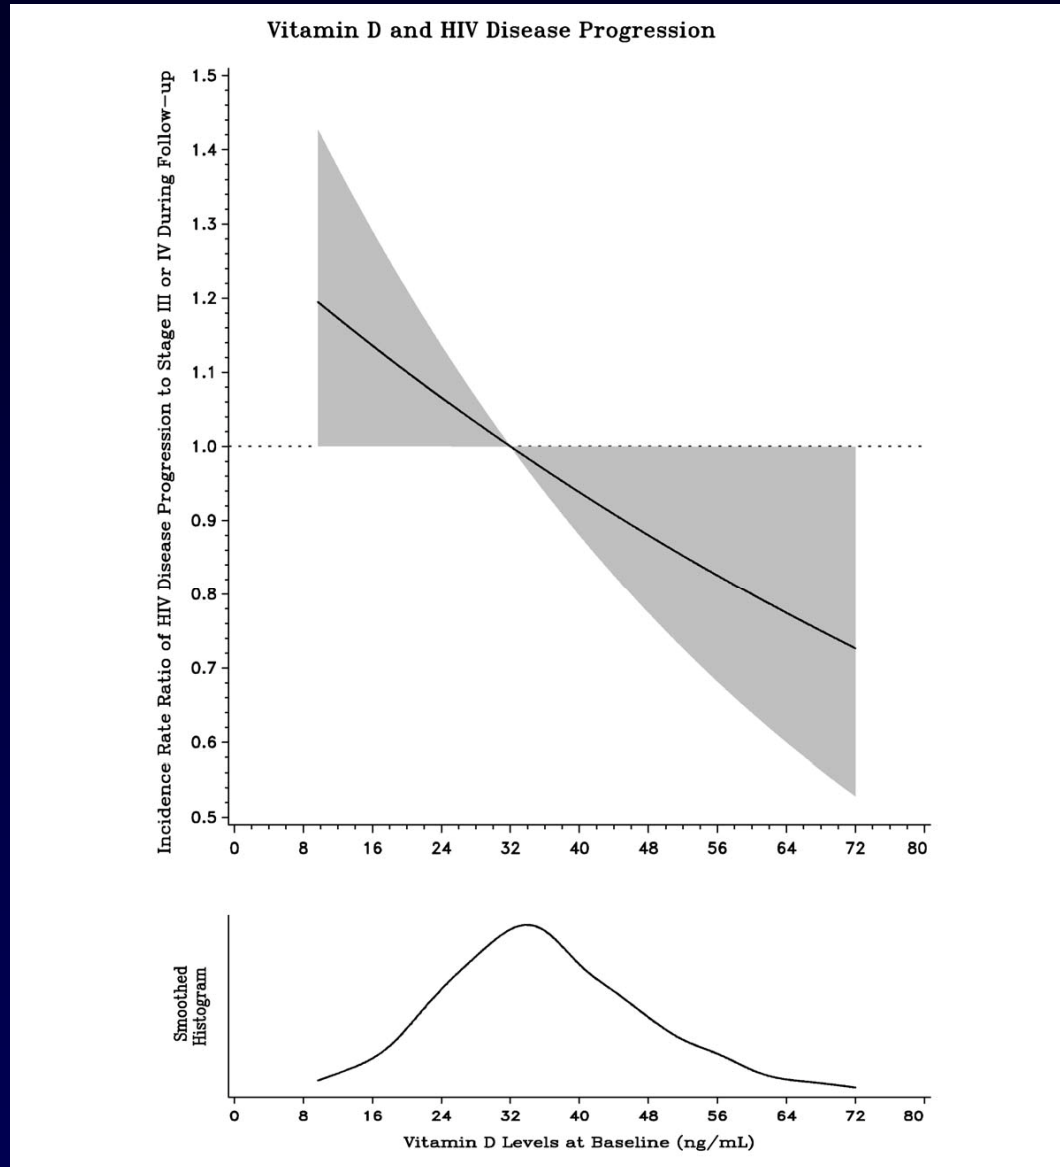 Vitamin D and HIV Disease Progression
Incidence Rate Ratio of HIV Disease Progression to Stage III or IV During Follow-up
1.5
1.4
1.3
1.2
1.1
1.0
0.9
0.8
0.7
0.6
0.5
0 8 16 24 32 40 48 56 64 72 80
Smoothed
Histogram
0 8 16 24 32 40 48 56 64 72 80
Vitamin D Levels at Baseline (ng/mL)